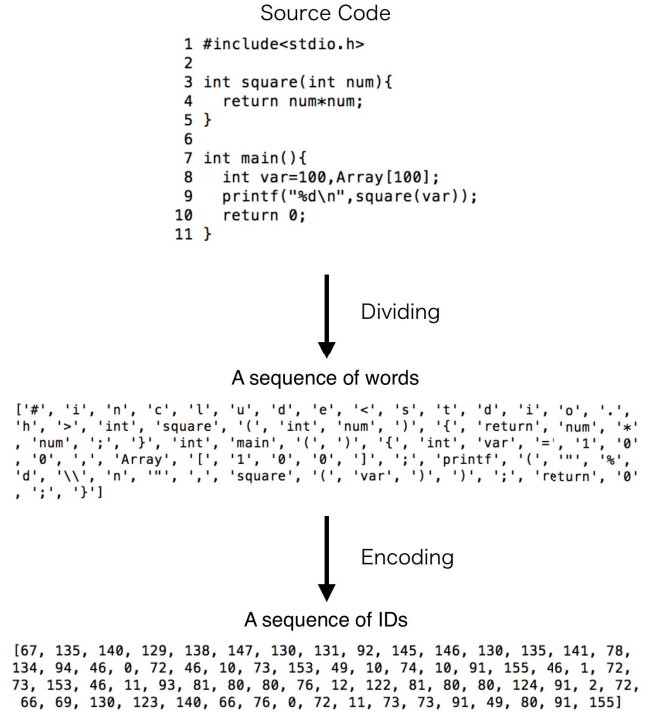 Source Code
1 #include<stdio.h>
2
3 int square(int num){
4   return num*num;
5 }
6
7 int main(){
8   int var=100,Array[100];
9   printf("%d\n",square(var));
10   return 0;
11 }
Dividing
A sequence of words
['#', 'i', 'n', 'c', 'l', 'u', 'd', 'e', '<', 's', 't', 'd', 'i', 'o', '.',
'h', '>', 'int', 'square', '(', 'int', 'num', ')', '{', 'return', 'num', '*'
, 'num', ';', '}', 'int', 'main', '(', ')', '{', 'int', 'var', '=', '1', '0'
, '0', ',', 'Array', '[', '1', '0', '0', ']', ';', 'printf', '(', '"', '%',
'd', '\\', 'n', '"', ',', 'square', '(', 'var', ')', ')', ';', 'return', '0'
, ';', '}']
Encoding
A sequence of IDs
[67, 135, 140, 129, 138, 147, 130, 131, 92, 145, 146, 130, 135, 141, 78,
134, 94, 46, 0, 72, 46, 10, 73, 153, 49, 10, 74, 10, 91, 155, 46, 1, 72,
73, 153, 46, 11, 93, 81, 80, 80, 76, 12, 122, 81, 80, 80, 124, 91, 2, 72,
66, 69, 130, 123, 140, 66, 76, 0, 72, 11, 73, 73, 91, 49, 80, 91, 155]